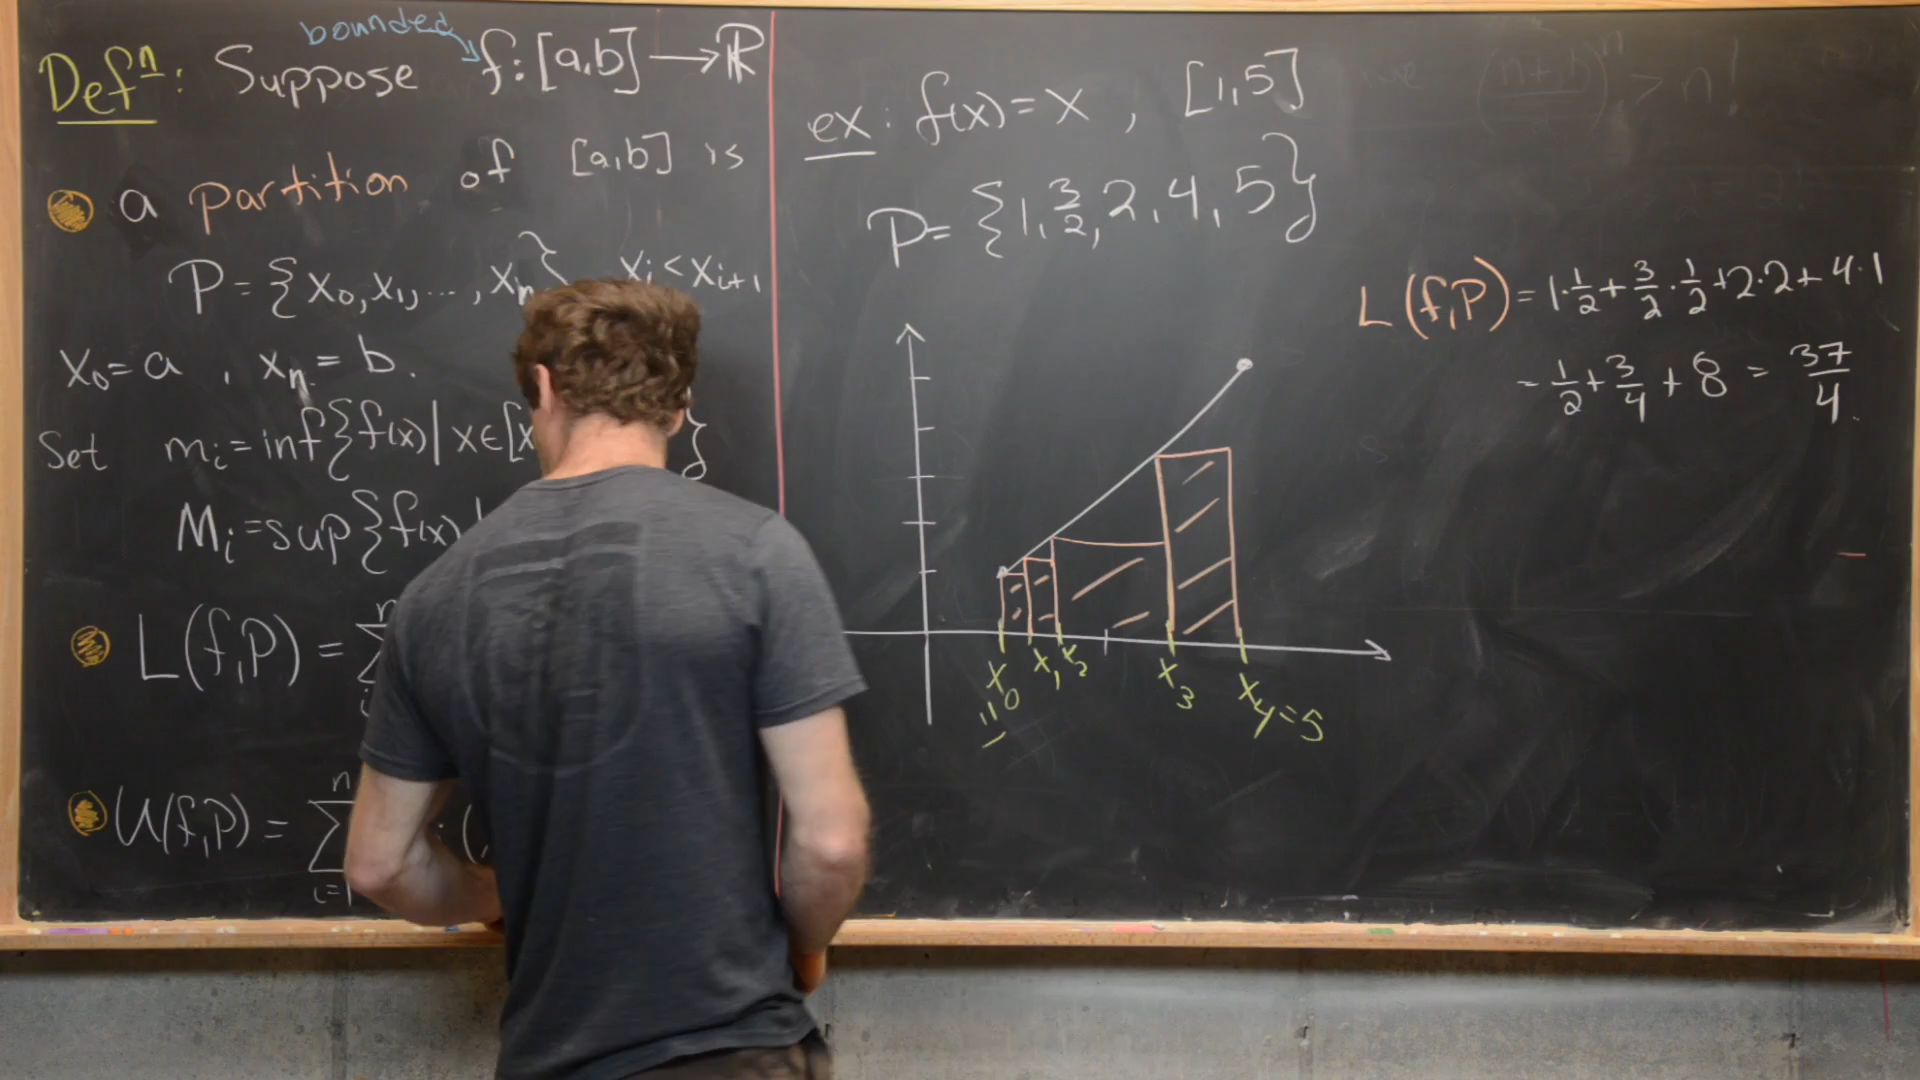 bounded
Defⁿ: Suppose f:[a,b]⟶ℝ
a partition of [a,b] is
P={x₀,x₁,...,xₙ} xᵢ<xᵢ₊₁
x₀=a, xₙ=b.
Set mᵢ=inf{f(x)|x∈[x }
Mᵢ=sup{f(x)
L(f,P)=∑ n
U(f,P)=∑ n i=1 (
ex: f(x)=x, [1,5]
P={1,3/2,2,4,5}
x₀ x₁ x₂ x₃ x₄=5
"
1
L(f,P)=1·1/2+3/2·1/2+2·2+4·1
=1/2+3/4+8=37/4.
(n+1)ⁿ > n!